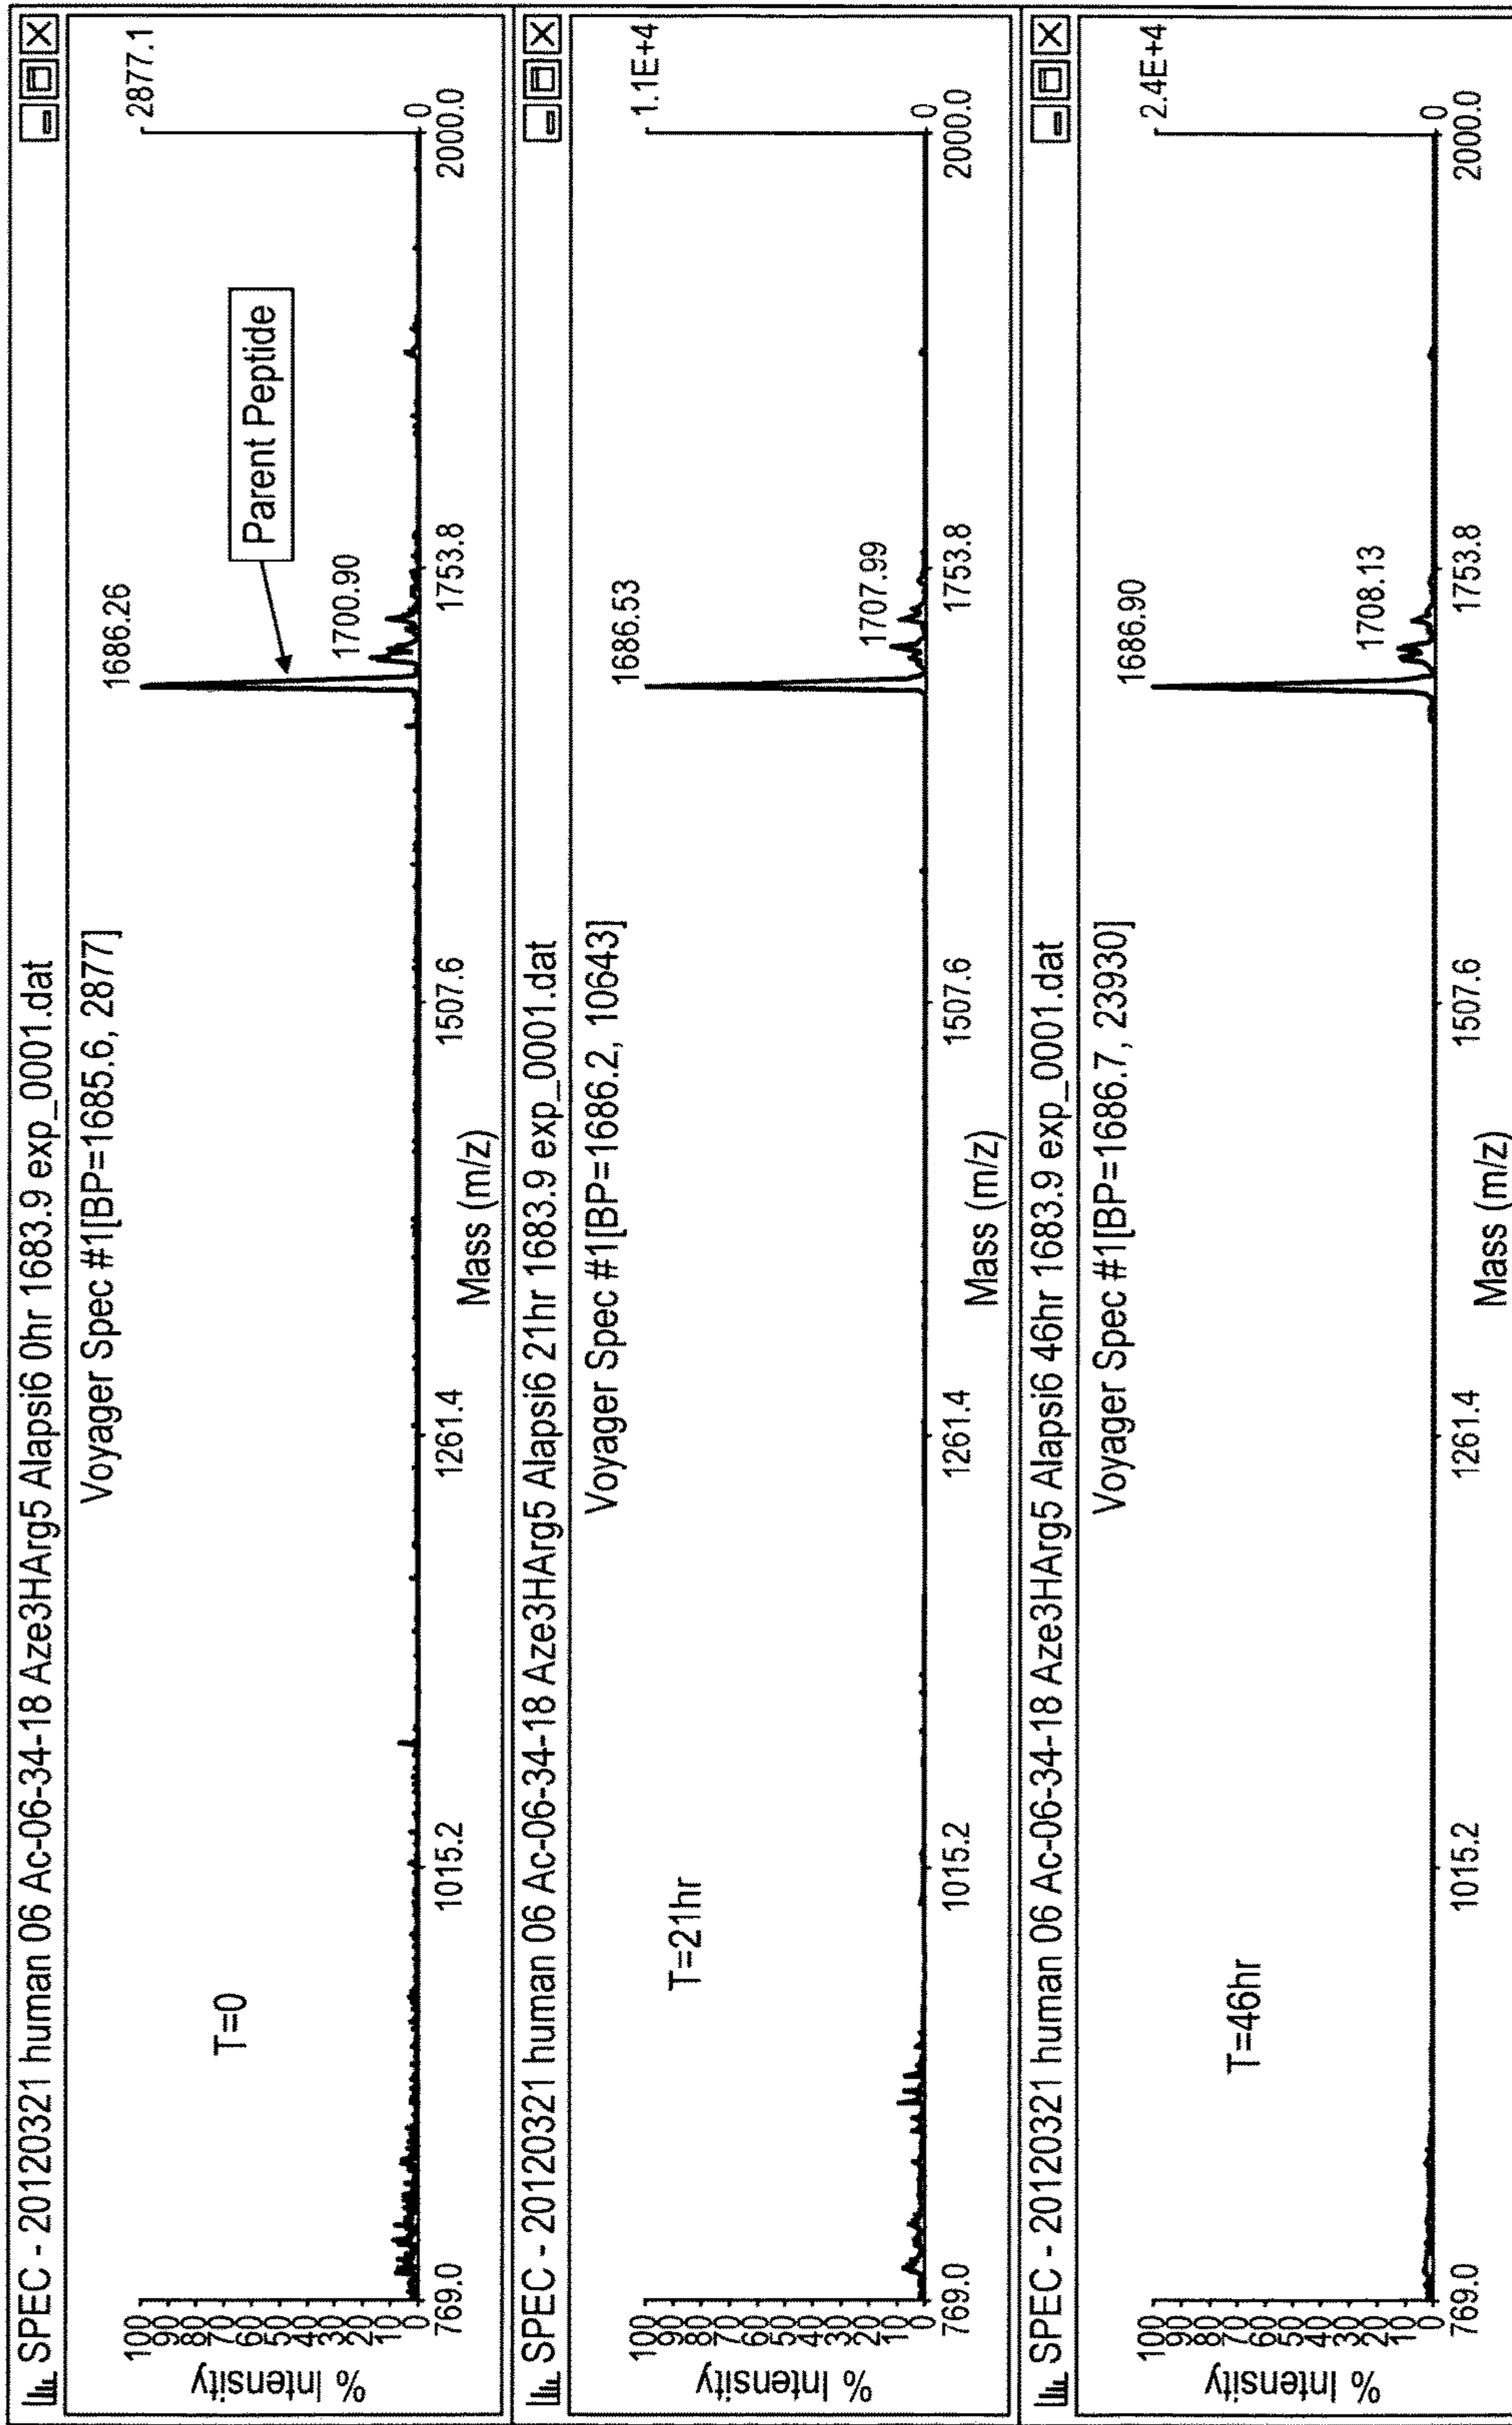 SPEC - 20120321 human 06 Ac-06-34-18 Aze3HArg5 Alapsi6 0hr 1683.9 exp_0001.dat
Voyager Spec #1[BP=1685.6, 2877]
% Intensity
100
90
80
70
60
50
40
30
20
10
0
T=0
1686.26
1700.90
Parent Peptide
2877.1
0
769.0 1015.2 1261.4 1507.6 1753.8 2000.0
Mass (m/z)
SPEC - 20120321 human 06 Ac-06-34-18 Aze3HArg5 Alapsi6 21hr 1683.9 exp_0001.dat
Voyager Spec #1[BP=1686.2, 10643]
% Intensity
100
90
80
70
60
50
40
30
20
10
0
T=21hr
1686.53
1707.99
1.1E+4
0
769.0 1015.2 1261.4 1507.6 1753.8 2000.0
Mass (m/z)
SPEC - 20120321 human 06 Ac-06-34-18 Aze3HArg5 Alapsi6 46hr 1683.9 exp_0001.dat
Voyager Spec #1[BP=1686.7, 23930]
% Intensity
100
90
80
70
60
50
40
30
20
10
0
T=46hr
1686.90
1708.13
2.4E+4
0
769.0 1015.2 1261.4 1507.6 1753.8 2000.0
Mass (m/z)